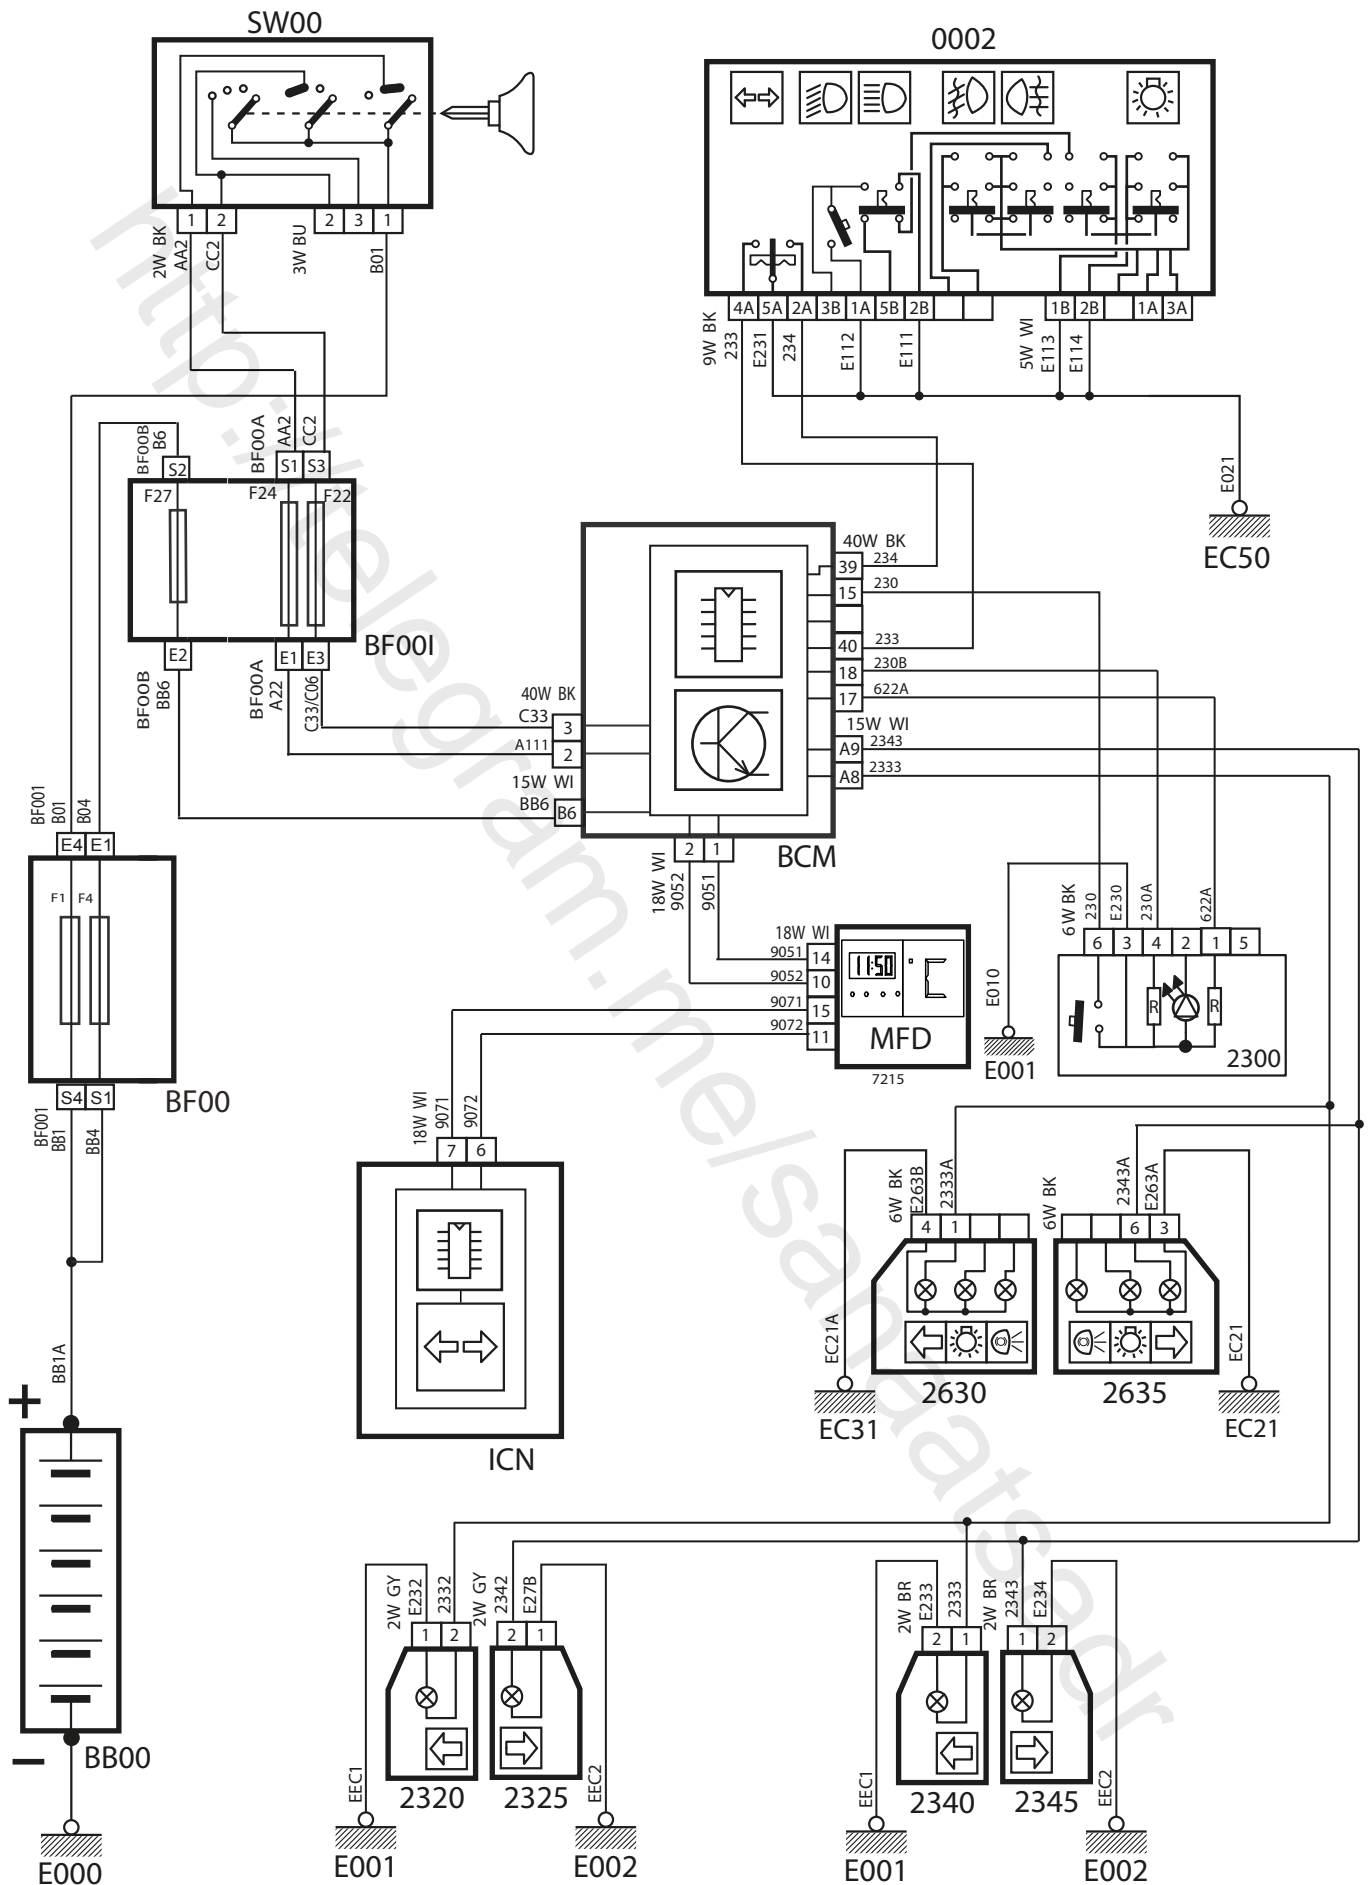 SW00
0002
1
2
2
3
1
2W BK
AA2
CC2
3W BU
B01
4A
5A
2A
3B
1A
5B
2B
1B
2B
1A
3A
9W BK
233
E231
234
E112
E111
5W WI
E113
E114
E021
EC50
BF00B
B6
BF00A
AA2
CC2
S2
S1
S3
F27
F24
F22
BF00I
E2
E1
E3
BF00B
BB6
BF00A
A22
C33/C06
40W BK
C33
3
A111
2
15W WI
BB6
B6
40W BK
39
234
15
230
40
233
18
230B
17
622A
15W WI
A9
2343
A8
2333
BCM
2
1
18W WI
9052
9051
BF001
B01
B04
E4
E1
F1
F4
S4
S1
BF00
BF001
BB1
BB4
18W WI
9051
14
9052
10
9071
15
9072
11
11:50
°C
MFD
7215
E010
E001
6W BK
230
E230
230A
622A
6
3
4
2
1
5
R
R
2300
18W WI
9071
9072
7
6
ICN
6W BK
E263B
2333A
4
1
EC21A
EC31
2630
6W BK
2343A
E263A
6
3
EC21
EC21
2635
BB1A
+
−
BB00
E000
2W GY
E232
2332
1
2
EEC1
E001
2320
2W GY
2342
E27B
2
1
EEC2
E002
2325
2W BR
E233
2333
2
1
EEC1
E001
2340
2W BR
2343
E234
1
2
EEC2
E002
2345
http://telegram.me/sanaatsadr